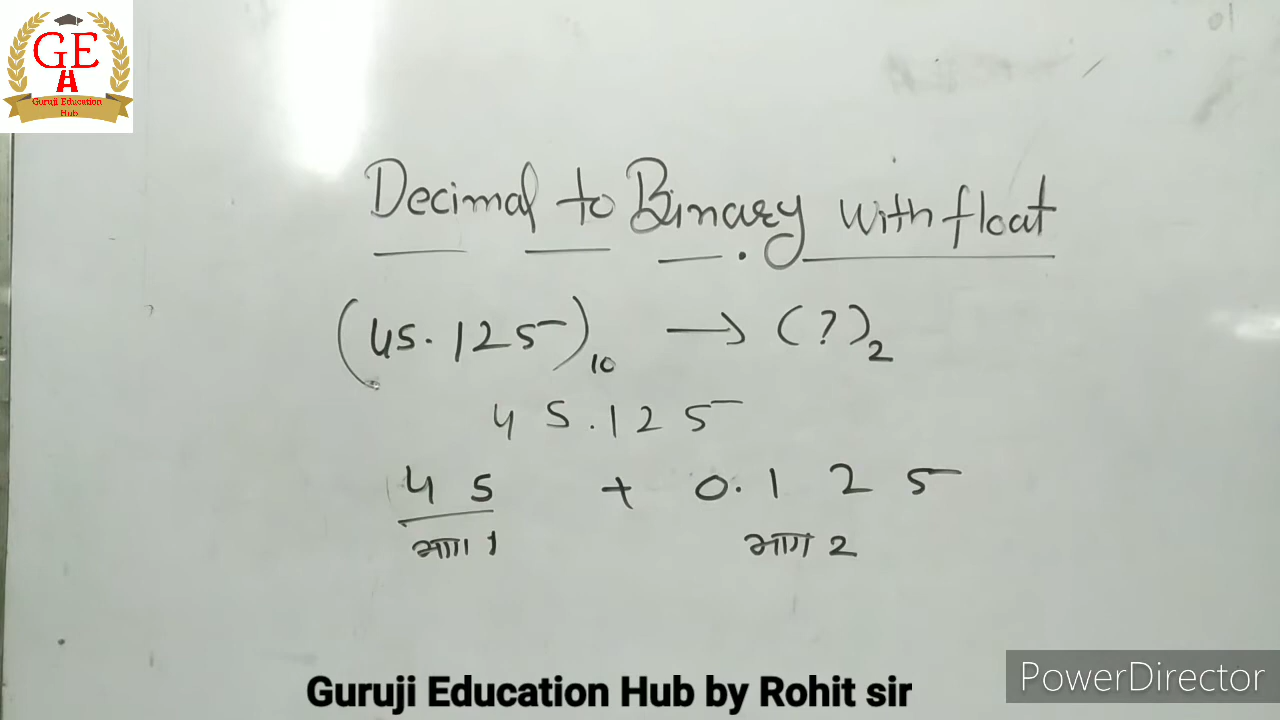 GE
H
Guruji Education
Hub
Decimal to Binary with float
(45.125)10 → (?)2
45.125
45 + 0.125
भाग 1 भाग 2
Guruji Education Hub by Rohit sir
PowerDirector